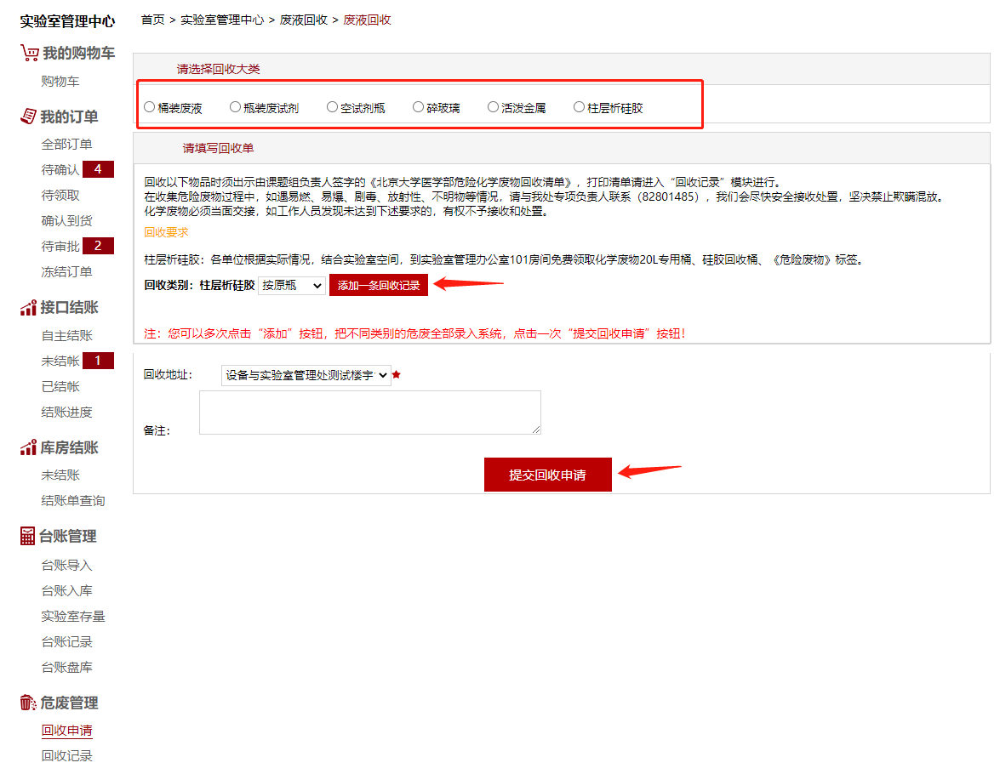 实验室管理中心
首页 > 实验室管理中心 > 废液回收 > 废液回收
我的购物车
购物车
我的订单
全部订单
待确认 4
待领取
确认到货
待审批 2
冻结订单
接口结账
自主结账
未结帐 1
已结帐
结账进度
库房结账
未结账
结账单查询
台账管理
台账导入
台账入库
实验室存量
台账记录
台账盘库
危废管理
回收申请
回收记录
请选择回收大类
桶装废液 瓶装废试剂 空试剂瓶 碎玻璃 活泼金属 柱层析硅胶
请填写回收单
回收以下物品时须出示由课题组负责人签字的《北京大学医学部危险化学废物回收清单》，打印清单请进入“回收记录”模块进行。
在收集危险废物过程中，如遇易燃、易爆、剧毒、放射性、不明物等情况，请与我处专项负责人联系（82801485），我们会尽快安全接收处置，坚决禁止欺瞒混放。
化学废物必须当面交接，如工作人员发现未达到下述要求的，有权不予接收和处置。
回收要求
柱层析硅胶：各单位根据实际情况，结合实验室空间，到实验室管理办公室101房间免费领取化学废物20L专用桶、硅胶回收桶、《危险废物》标签。
回收类别：柱层析硅胶 按原瓶 添加一条回收记录
注：您可以多次点击“添加”按钮，把不同类别的危废全部录入系统，点击一次“提交回收申请”按钮！
回收地址： 设备与实验室管理处测试楼宇
备注：
提交回收申请